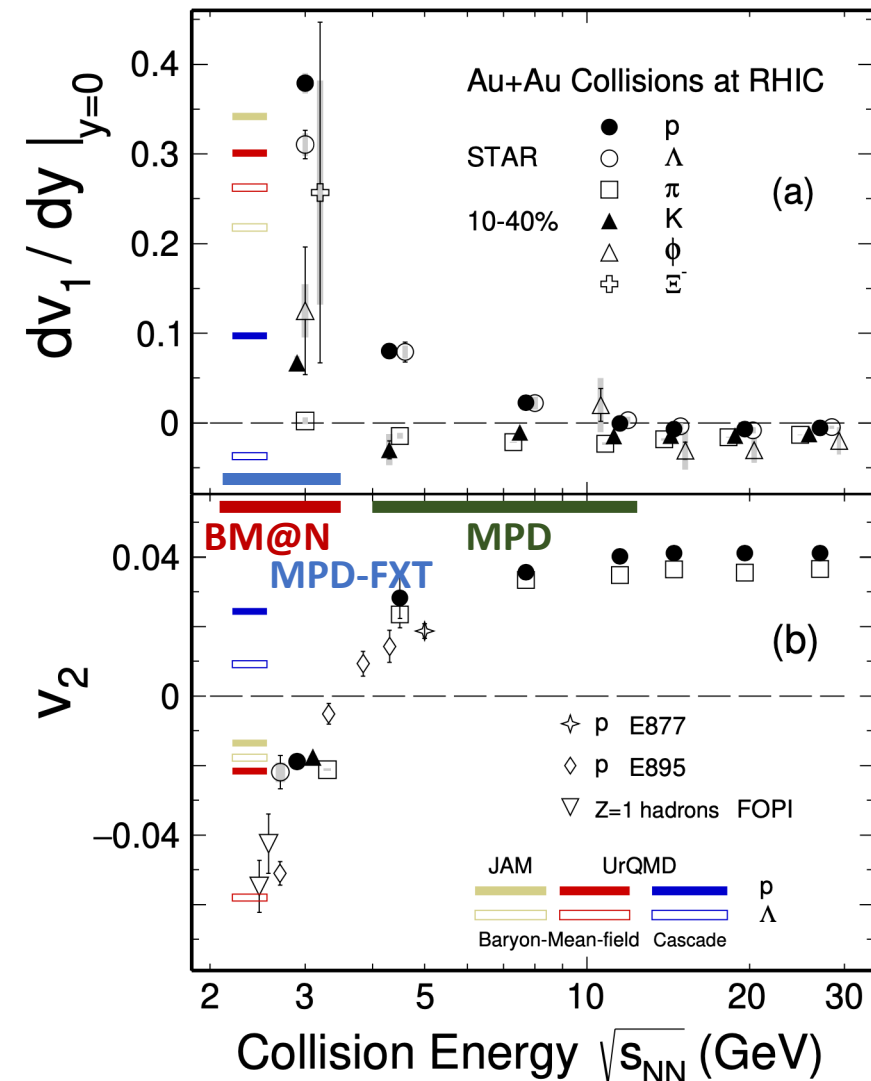 0.4
0.3
0.2
0.1
0
dv₁ / dy |y=0
Au+Au Collisions at RHIC
p
STAR Λ
π
10-40% K
ϕ
Ξ⁻
(a)
BM@N MPD
MPD-FXT
0.04
0
−0.04
v₂
(b)
p E877
p E895
Z=1 hadrons FOPI
JAM UrQMD
p
Λ
Baryon-Mean-field Cascade
2 3 4 5 10 20 30
Collision Energy √sNN (GeV)